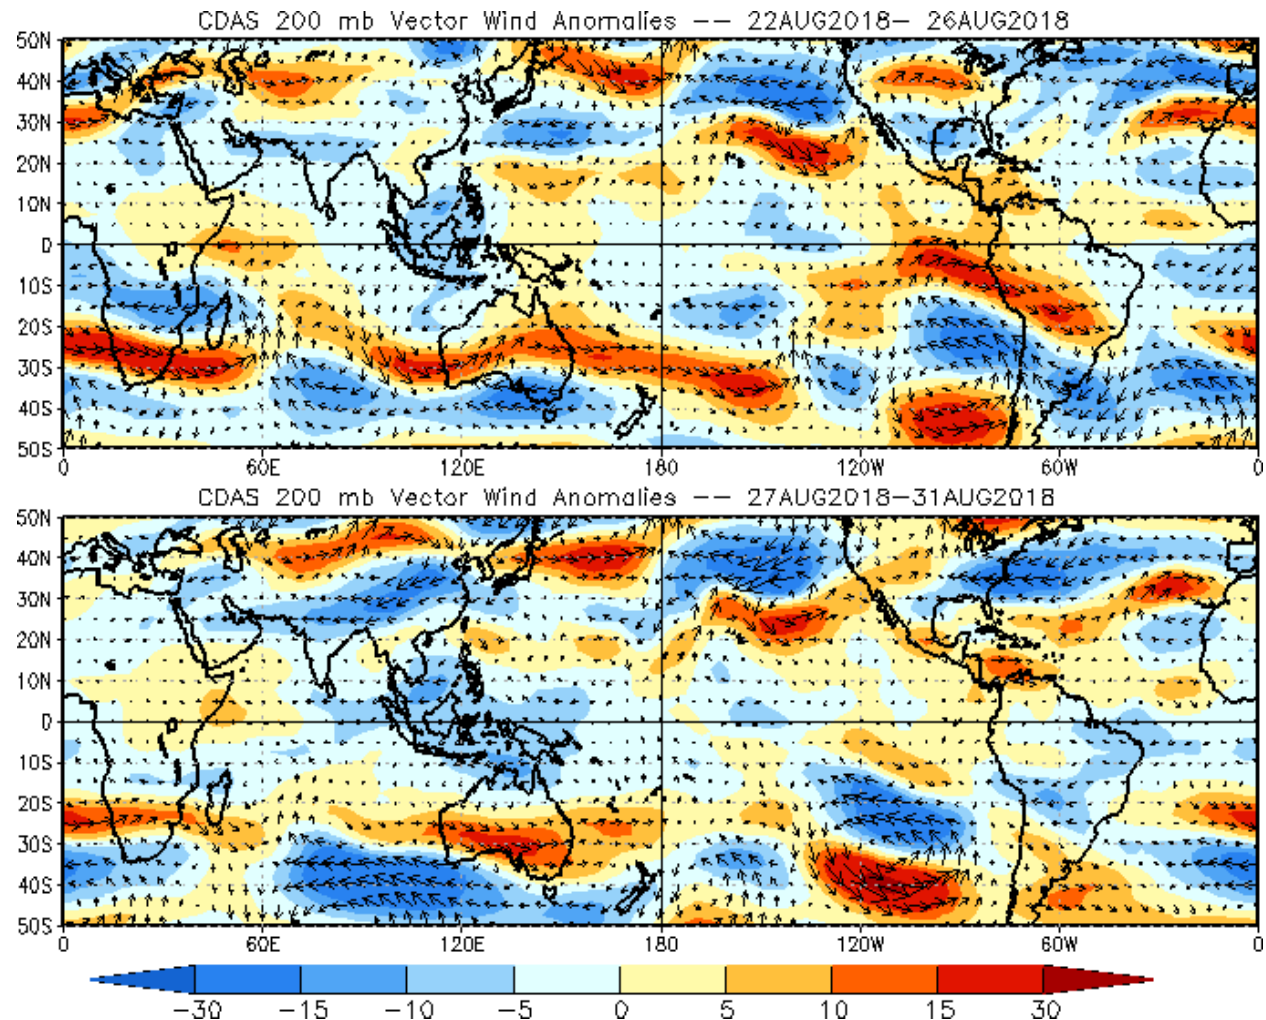 CDAS 200 mb Vector Wind Anomalies -- 22AUG2018- 26AUG2018
50N
40N
30N
20N
10N
0
10S
20S
30S
40S
50S
0 60E 120E 180 120W 60W 0
CDAS 200 mb Vector Wind Anomalies -- 27AUG2018-31AUG2018
50N
40N
30N
20N
10N
0
10S
20S
30S
40S
50S
0 60E 120E 180 120W 60W 0
-30 -15 -10 -5 0 5 10 15 30